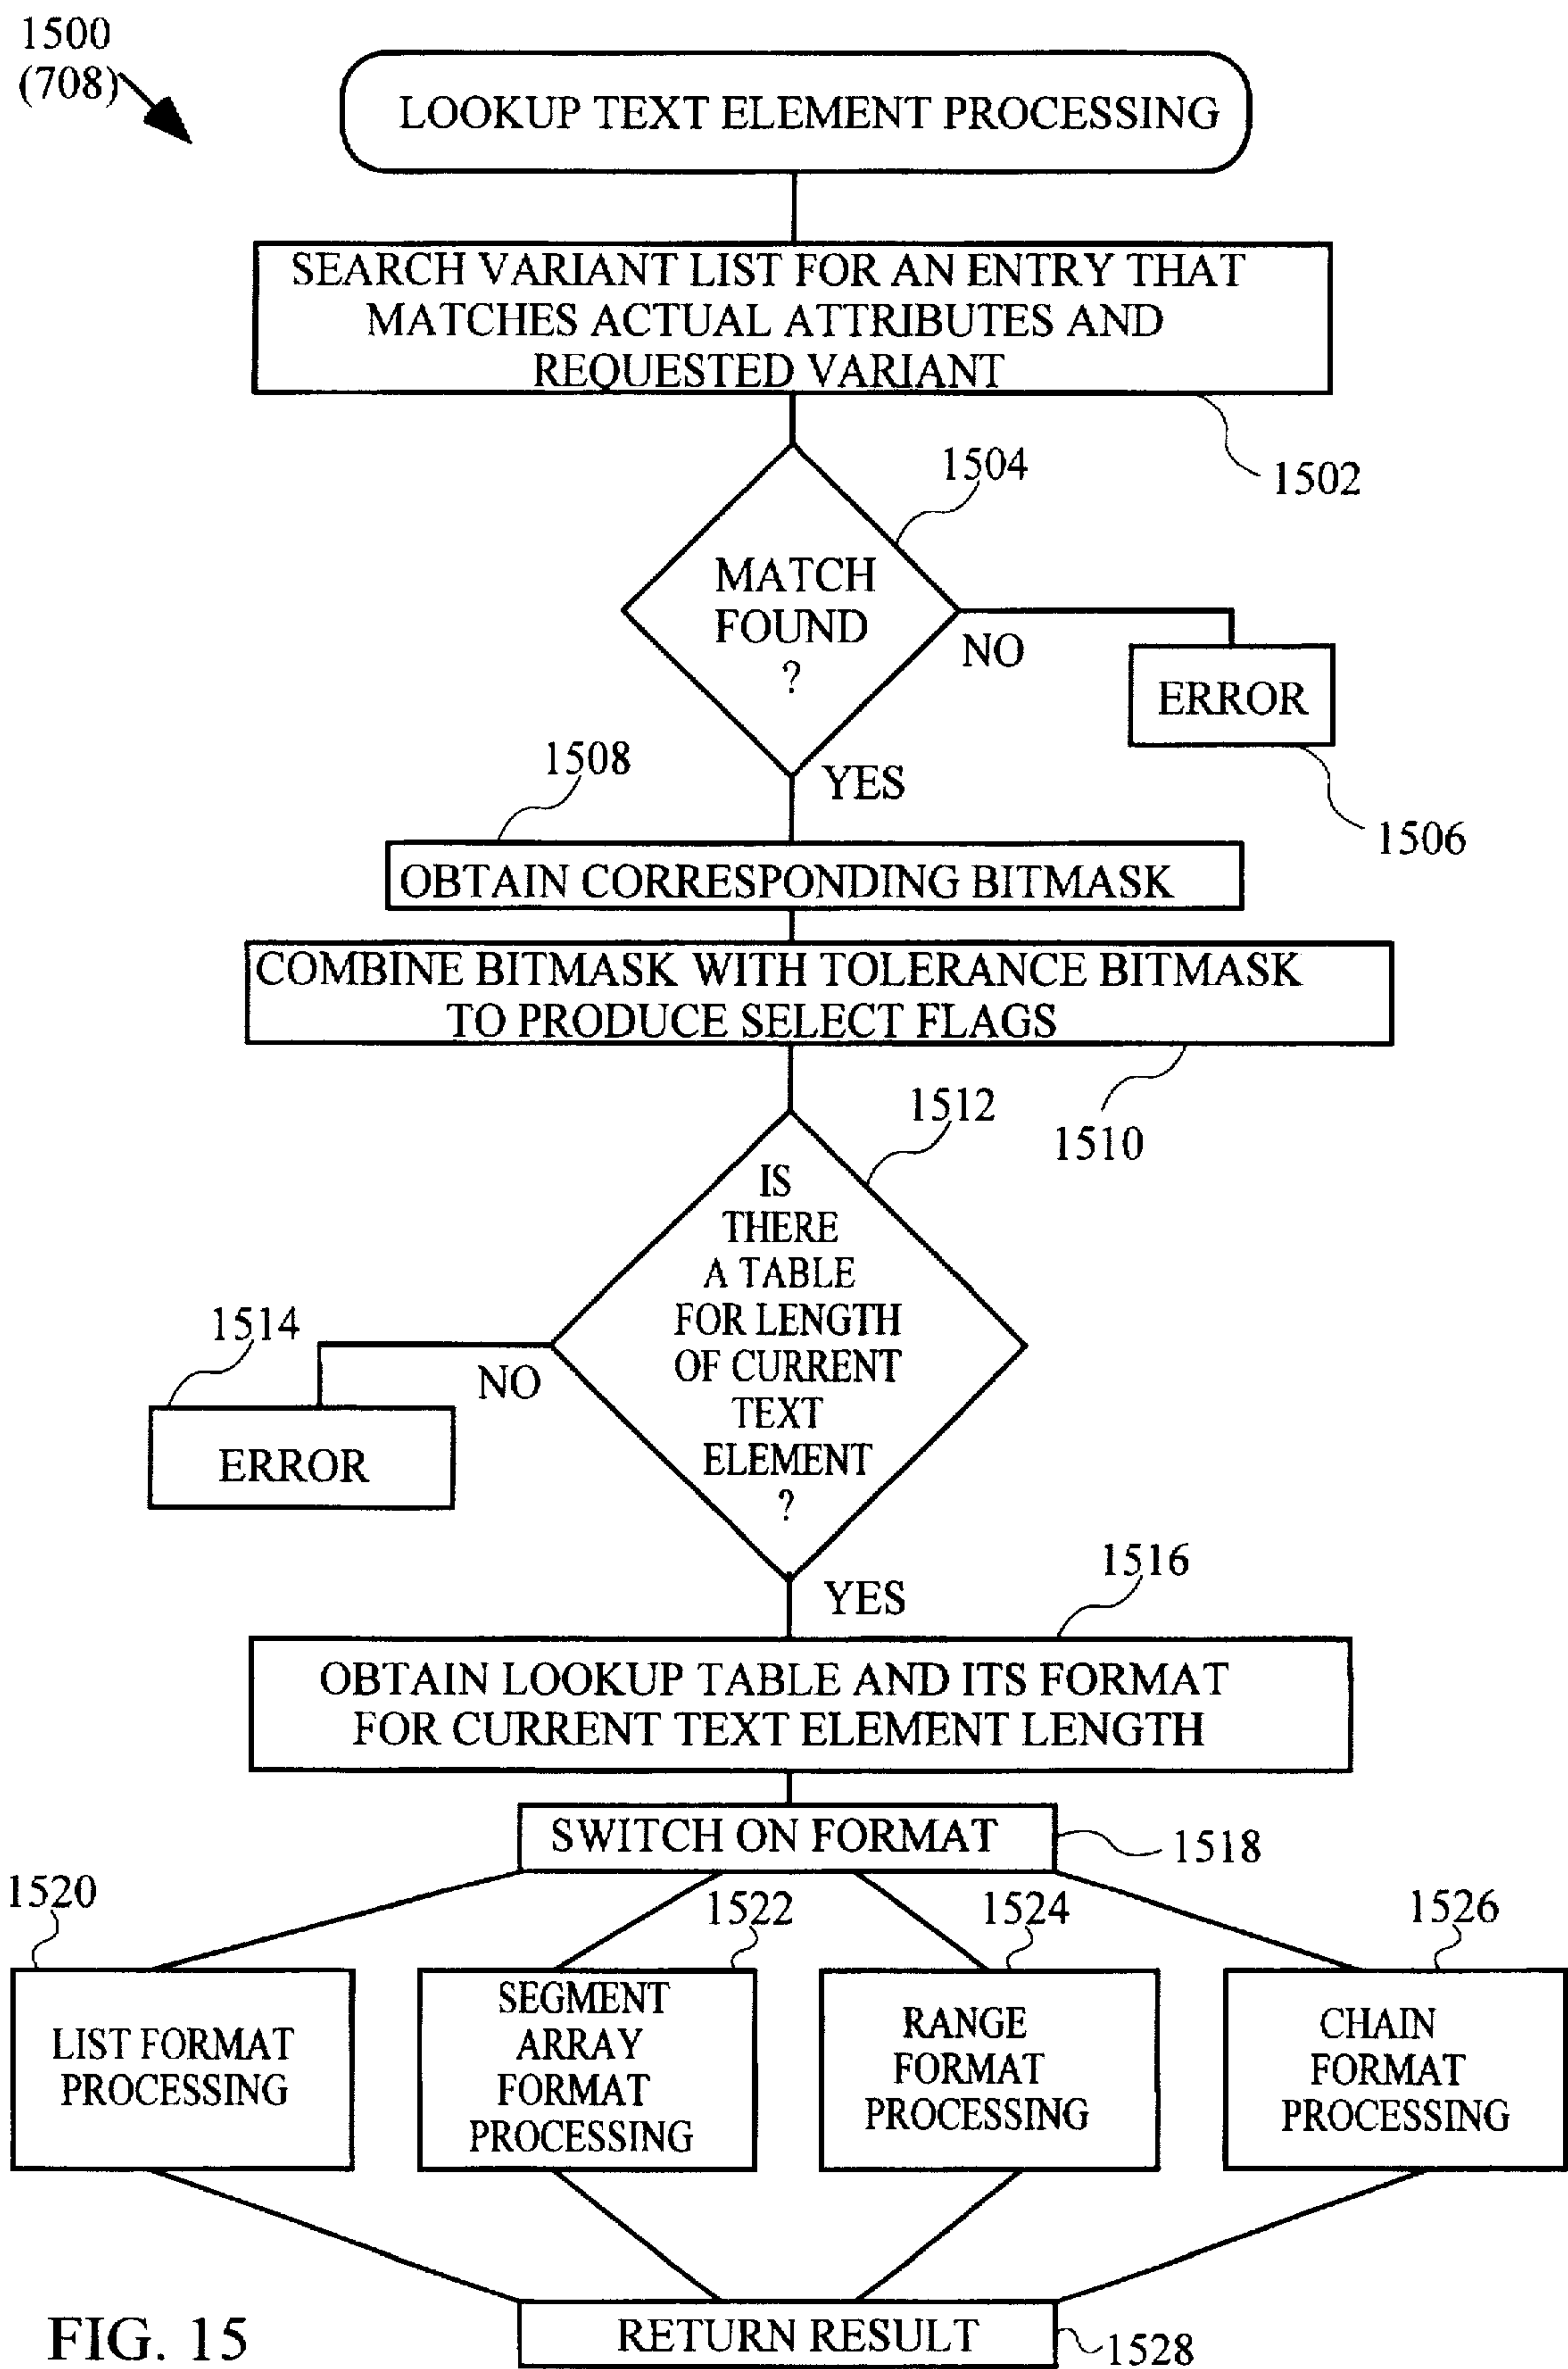 1500
(708)
LOOKUP TEXT ELEMENT PROCESSING
SEARCH VARIANT LIST FOR AN ENTRY THAT
MATCHES ACTUAL ATTRIBUTES AND
REQUESTED VARIANT
1502
1504
MATCH
FOUND
?
NO
ERROR
1506
YES
1508
OBTAIN CORRESPONDING BITMASK
COMBINE BITMASK WITH TOLERANCE BITMASK
TO PRODUCE SELECT FLAGS
1510
1512
IS
THERE
A TABLE
FOR LENGTH
OF CURRENT
TEXT
ELEMENT
?
NO
1514
ERROR
YES
1516
OBTAIN LOOKUP TABLE AND ITS FORMAT
FOR CURRENT TEXT ELEMENT LENGTH
SWITCH ON FORMAT
1518
1520
LIST FORMAT
PROCESSING
1522
SEGMENT
ARRAY
FORMAT
PROCESSING
1524
RANGE
FORMAT
PROCESSING
1526
CHAIN
FORMAT
PROCESSING
RETURN RESULT
1528
FIG. 15